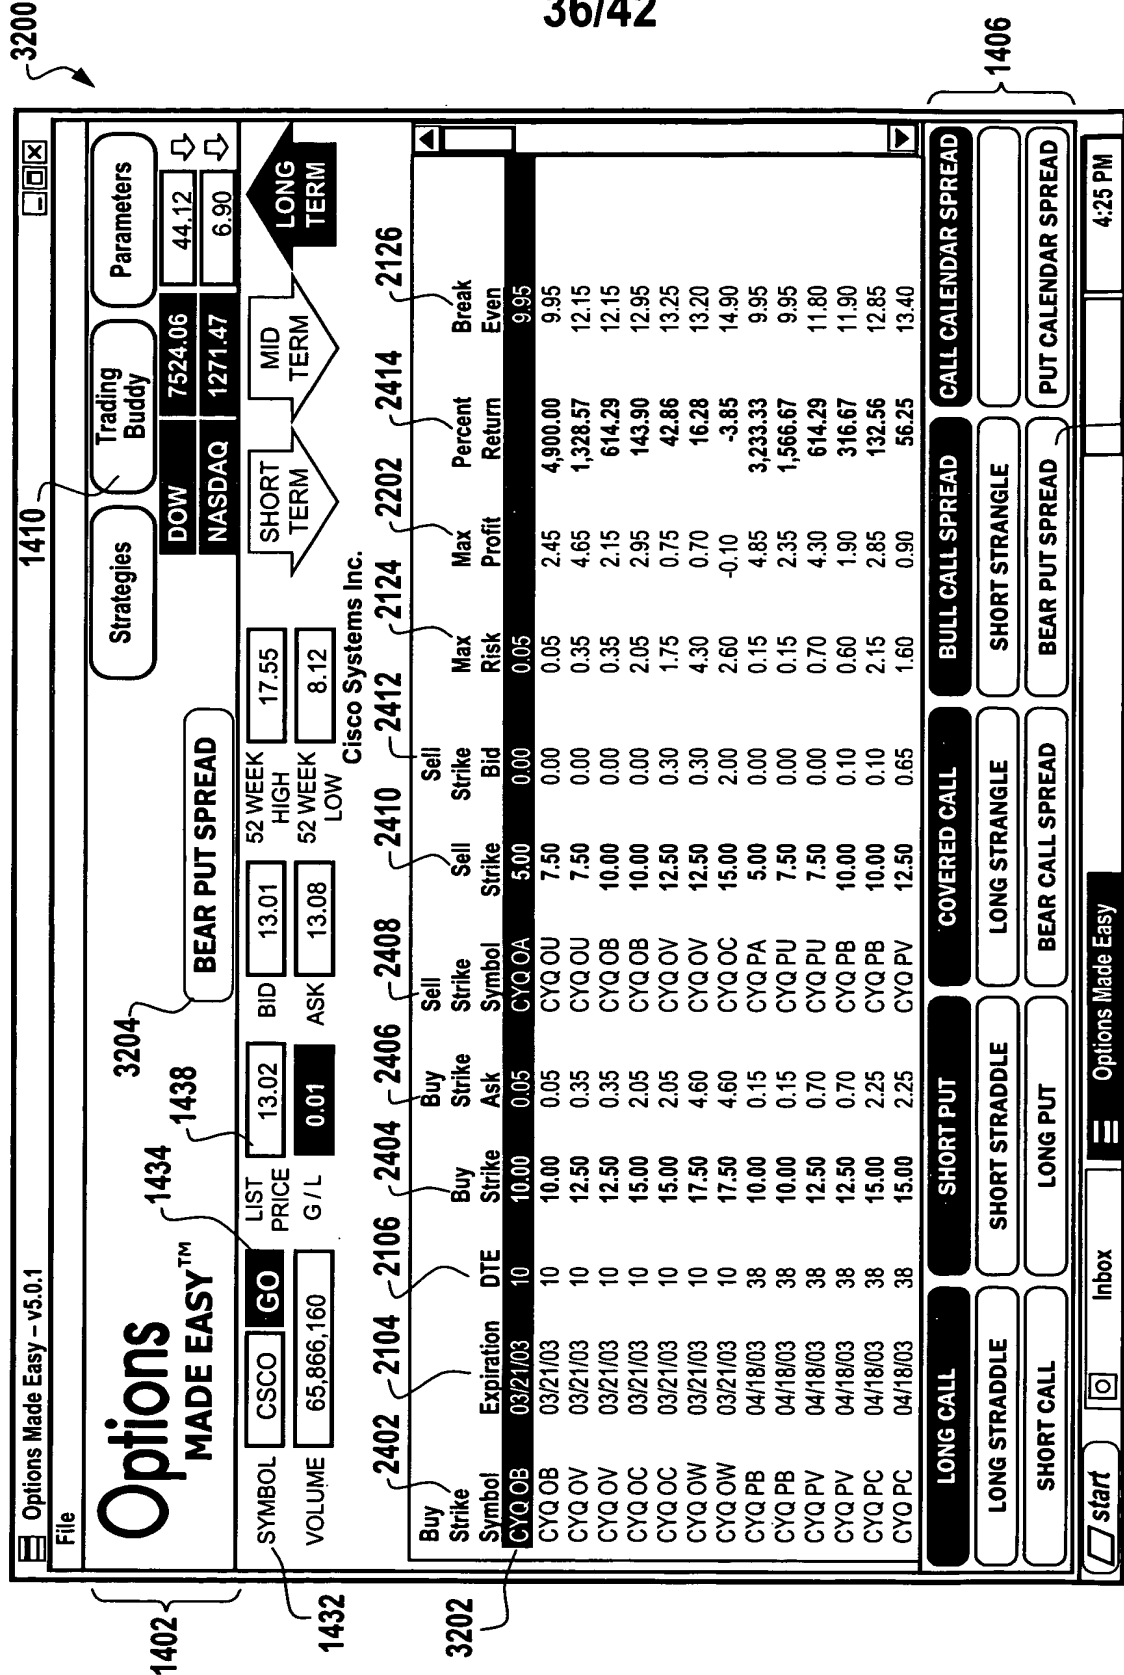 36/42
3200
1410
Options Made Easy – v5.0.1
File
Options
MADE EASY™
Strategies
Trading
Buddy
Parameters
1402
3204
BEAR PUT SPREAD
DOW 7524.06 44.12
NASDAQ 1271.47 6.90
1434 1438
SYMBOL CSCO GO
LIST
PRICE 13.02
BID 13.01
52 WEEK
HIGH 17.55
VOLUME 65,866,160
G / L 0.01
ASK 13.08
52 WEEK
LOW 8.12
SHORT
TERM
MID
TERM
LONG
TERM
1432
Cisco Systems Inc.
2402 2104 2106 2404 2406 2408 2410 2412 2124 2202 2414 2126
Buy Buy Sell Sell
Strike Buy Strike Strike Sell Strike Max Max Percent Break
Symbol Expiration DTE Strike Ask Symbol Strike Bid Risk Profit Return Even
3202
CYQ OB 03/21/03 10 10.00 0.05 CYQ OA 5.00 0.00 0.05 9.95
CYQ OB 03/21/03 10 10.00 0.05 CYQ OU 7.50 0.00 0.05 2.45 4,900.00 9.95
CYQ OV 03/21/03 10 12.50 0.35 CYQ OU 7.50 0.00 0.35 4.65 1,328.57 12.15
CYQ OV 03/21/03 10 12.50 0.35 CYQ OB 10.00 0.00 0.35 2.15 614.29 12.15
CYQ OC 03/21/03 10 15.00 2.05 CYQ OB 10.00 0.00 2.05 2.95 143.90 12.95
CYQ OC 03/21/03 10 15.00 2.05 CYQ OV 12.50 0.30 1.75 0.75 42.86 13.25
CYQ OW 03/21/03 10 17.50 4.60 CYQ OV 12.50 0.30 4.30 0.70 16.28 13.20
CYQ OW 03/21/03 10 17.50 4.60 CYQ OC 15.00 2.00 2.60 -0.10 -3.85 14.90
CYQ PB 04/18/03 38 10.00 0.15 CYQ PA 5.00 0.00 0.15 4.85 3,233.33 9.95
CYQ PB 04/18/03 38 10.00 0.15 CYQ PU 7.50 0.00 0.15 2.35 1,566.67 9.95
CYQ PV 04/18/03 38 12.50 0.70 CYQ PU 7.50 0.00 0.70 4.30 614.29 11.80
CYQ PV 04/18/03 38 12.50 0.70 CYQ PB 10.00 0.10 0.60 1.90 316.67 11.90
CYQ PC 04/18/03 38 15.00 2.25 CYQ PB 10.00 0.10 2.15 2.85 132.56 12.85
CYQ PC 04/18/03 38 15.00 2.25 CYQ PV 12.50 0.65 1.60 0.90 56.25 13.40
LONG CALL SHORT PUT COVERED CALL BULL CALL SPREAD CALL CALENDAR SPREAD
LONG STRADDLE SHORT STRADDLE LONG STRANGLE SHORT STRANGLE
SHORT CALL LONG PUT BEAR CALL SPREAD BEAR PUT SPREAD PUT CALENDAR SPREAD
1406
start Inbox Options Made Easy 4:25 PM